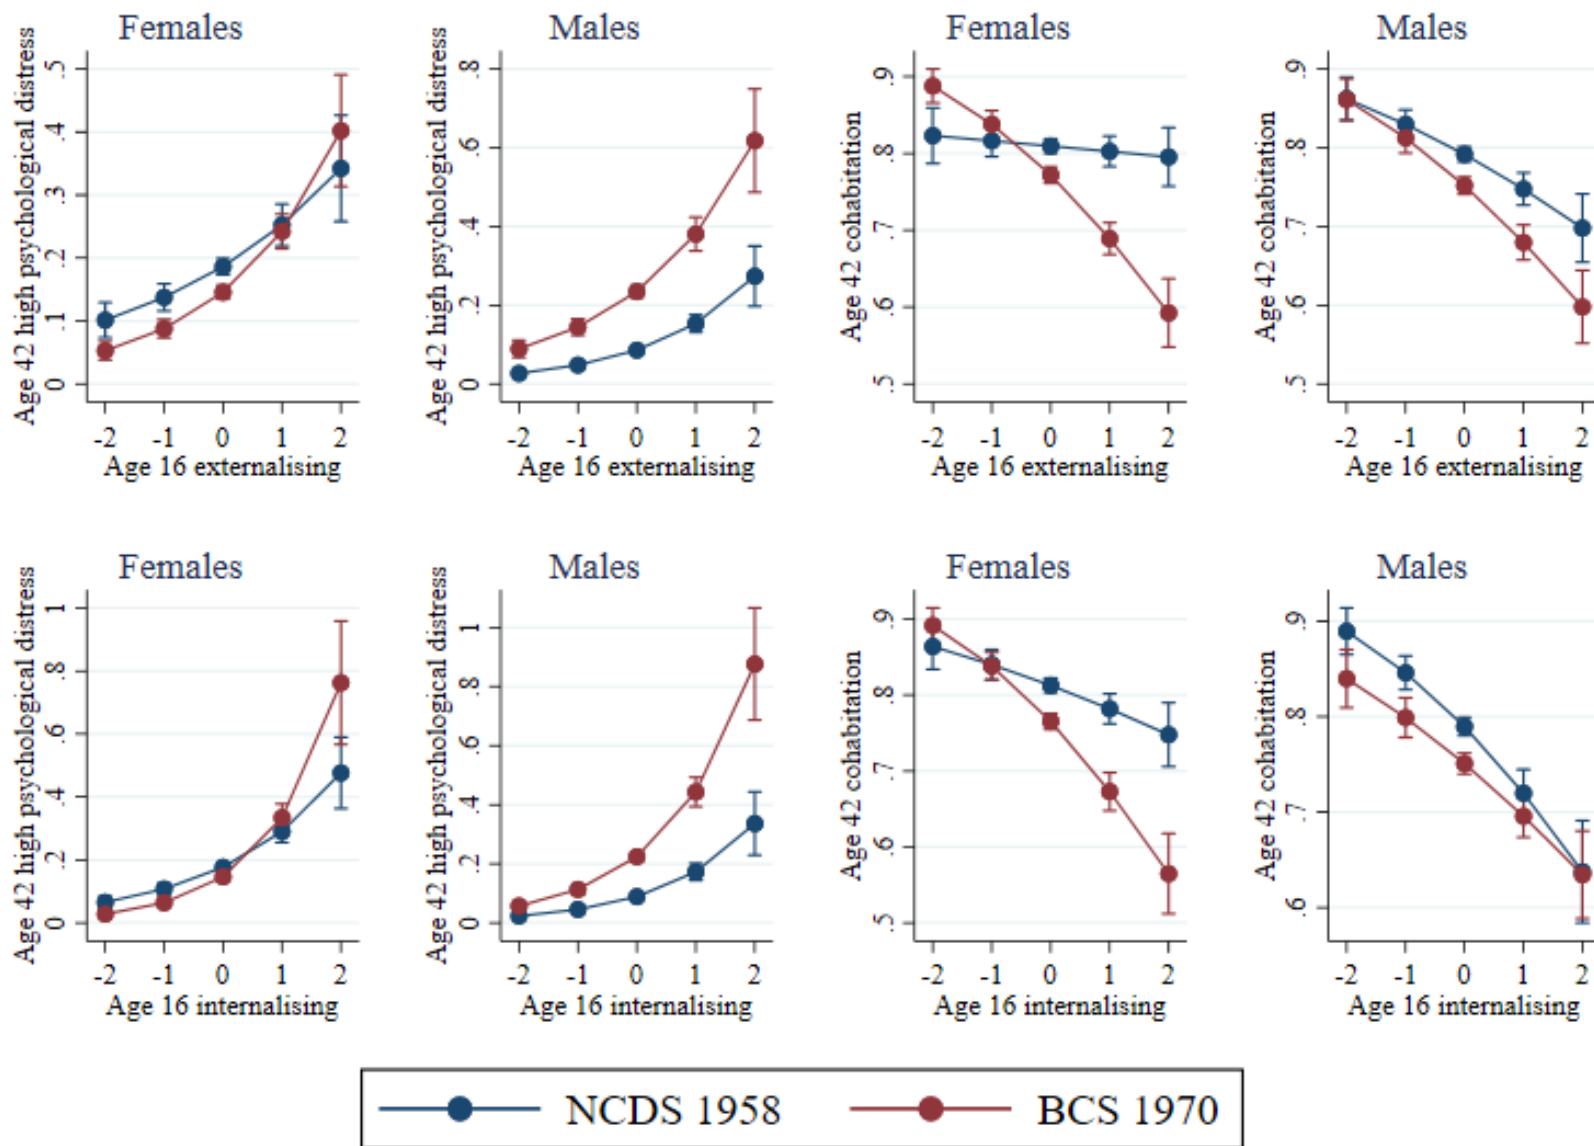 Females
Males
Females
Males
Age 42 high psychological distress
0 .1 .2 .3 .4 .5
-2 -1 0 1 2
Age 16 externalising
Age 42 high psychological distress
0 .2 .4 .6 .8
-2 -1 0 1 2
Age 16 externalising
Age 42 cohabitation
.5 .6 .7 .8 .9
-2 -1 0 1 2
Age 16 externalising
Age 42 cohabitation
.5 .6 .7 .8 .9
-2 -1 0 1 2
Age 16 externalising
Females
Males
Females
Males
Age 42 high psychological distress
0 .2 .4 .6 .8 1
-2 -1 0 1 2
Age 16 internalising
Age 42 high psychological distress
0 .2 .4 .6 .8 1
-2 -1 0 1 2
Age 16 internalising
Age 42 cohabitation
.5 .6 .7 .8 .9
-2 -1 0 1 2
Age 16 internalising
Age 42 cohabitation
.6 .7 .8 .9
-2 -1 0 1 2
Age 16 internalising
NCDS 1958
BCS 1970